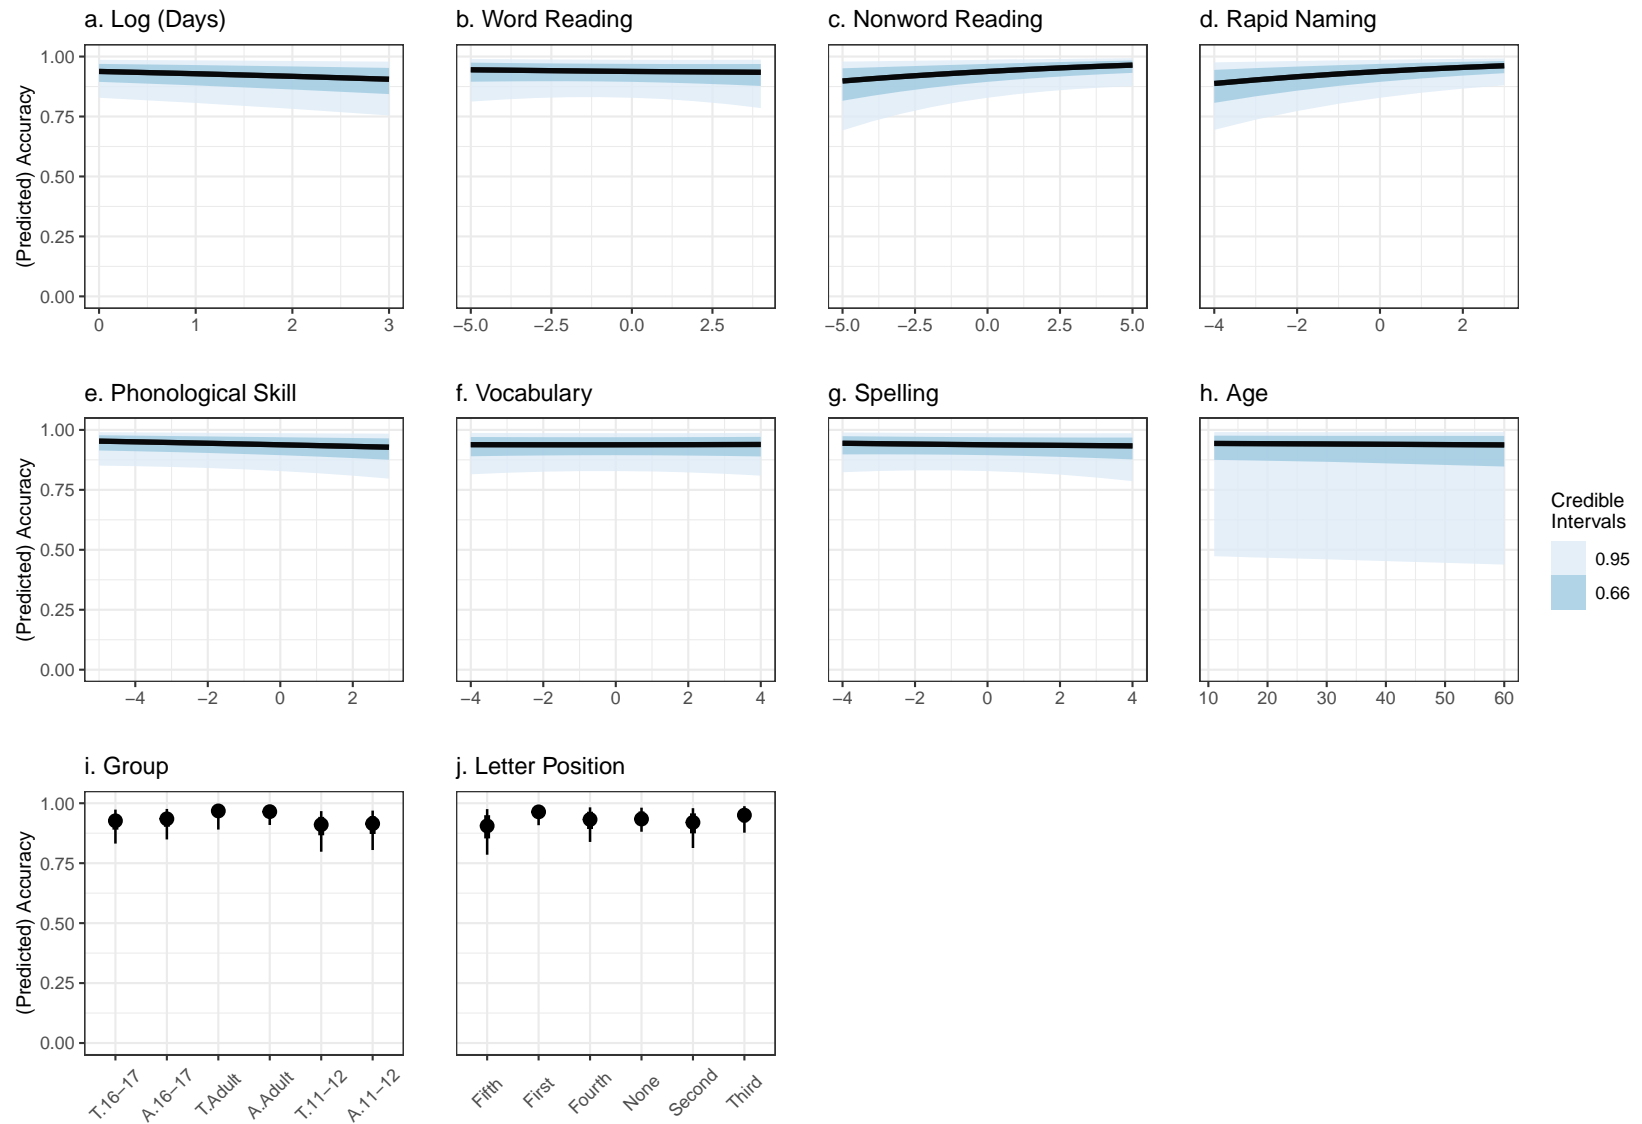 a. Log (Days)
b. Word Reading
c. Nonword Reading
d. Rapid Naming
(Predicted) Accuracy
1.00
0.75
0.50
0.25
0.00
0 1 2 3
−5.0 −2.5 0.0 2.5
−5.0 −2.5 0.0 2.5 5.0
−4 −2 0 2
e. Phonological Skill
f. Vocabulary
g. Spelling
h. Age
(Predicted) Accuracy
1.00
0.75
0.50
0.25
0.00
−4 −2 0 2
−4 −2 0 2 4
−4 −2 0 2 4
10 20 30 40 50 60
Credible
Intervals
0.95
0.66
i. Group
j. Letter Position
(Predicted) Accuracy
1.00
0.75
0.50
0.25
0.00
T.16−17
A.16−17
T.Adult
A.Adult
T.11−12
A.11−12
Fifth
First
Fourth
None
Second
Third